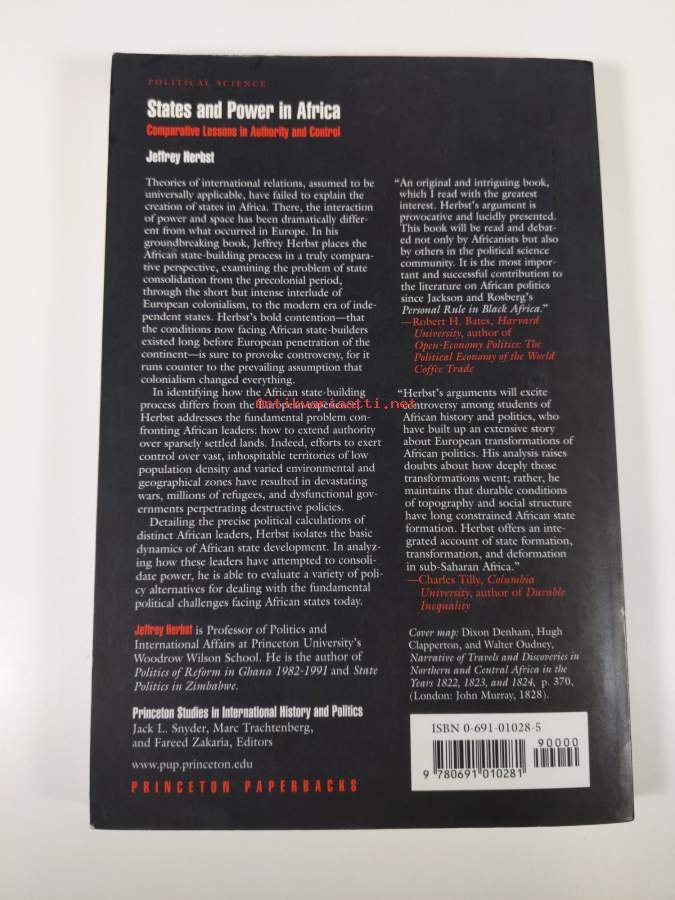 POLITICAL SCIENCE
States and Power in Africa
Comparative Lessons in Authority and Control
Jeffrey Herbst
Theories of international relations, assumed to be
universally applicable, have failed to explain the
creation of states in Africa. There, the interaction
of power and space has been dramatically differ-
ent from what occurred in Europe. In his
groundbreaking book, Jeffrey Herbst places the
African state-building process in a truly compara-
tive perspective, examining the problem of state
consolidation from the precolonial period,
through the short but intense interlude of
European colonialism, to the modern era of inde-
pendent states. Herbst's bold contention—that
the conditions now facing African state-builders
existed long before European penetration of the
continent—is sure to provoke controversy, for it
runs counter to the prevailing assumption that
colonialism changed everything.
In identifying how the African state-building
process differs from the European experience,
Herbst addresses the fundamental problem con-
fronting African leaders: how to extend authority
over sparsely settled lands. Indeed, efforts to exert
control over vast, inhospitable territories of low
population density and varied environmental and
geographical zones have resulted in devastating
wars, millions of refugees, and dysfunctional gov-
ernments perpetrating destructive policies.
Detailing the precise political calculations of
distinct African leaders, Herbst isolates the basic
dynamics of African state development. In analyz-
ing how these leaders have attempted to consoli-
date power, he is able to evaluate a variety of poli-
cy alternatives for dealing with the fundamental
political challenges facing African states today.
Jeffrey Herbst is Professor of Politics and
International Affairs at Princeton University's
Woodrow Wilson School. He is the author of
Politics of Reform in Ghana 1982-1991 and State
Politics in Zimbabwe.
Princeton Studies in International History and Politics
Jack L. Snyder, Marc Trachtenberg,
and Fareed Zakaria, Editors
www.pup.princeton.edu
PRINCETON PAPERBACKS
"An original and intriguing book,
which I read with the greatest
interest. Herbst's argument is
provocative and lucidly presented.
This book will be read and debat-
ed not only by Africanists but also
by others in the political science
community. It is the most impor-
tant and successful contribution to
the literature on African politics
since Jackson and Rosberg's
Personal Rule in Black Africa."
—Robert H. Bates, Harvard
University, author of
Open-Economy Politics: The
Political Economy of the World
Coffee Trade
"Herbst's arguments will excite
controversy among students of
African history and politics, who
have built up an extensive story
about European transformations of
African politics. His analysis raises
doubts about how deeply those
transformations went; rather, he
maintains that durable conditions
of topography and social structure
have long constrained African state
formation. Herbst offers an inte-
grated account of state formation,
transformation, and deformation
in sub-Saharan Africa."
—Charles Tilly, Columbia
University, author of Durable
Inequality
Cover map: Dixon Denham, Hugh
Clapperton, and Walter Oudney,
Narrative of Travels and Discoveries in
Northern and Central Africa in the
Years 1822, 1823, and 1824, p. 370,
(London: John Murray, 1828).
ISBN 0-691-01028-5
90000
9 780691 010281
Antikvariaatti.net